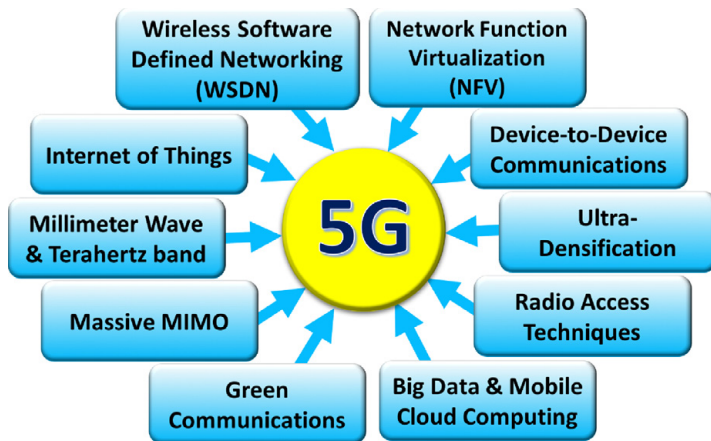 Wireless Software
Defined Networking
(WSDN)
Network Function
Virtualization
(NFV)
Internet of Things
Device-to-Device
Communications
Millimeter Wave
& Terahertz band
5G
Ultra-
Densification
Massive MIMO
Radio Access
Techniques
Green
Communications
Big Data & Mobile
Cloud Computing